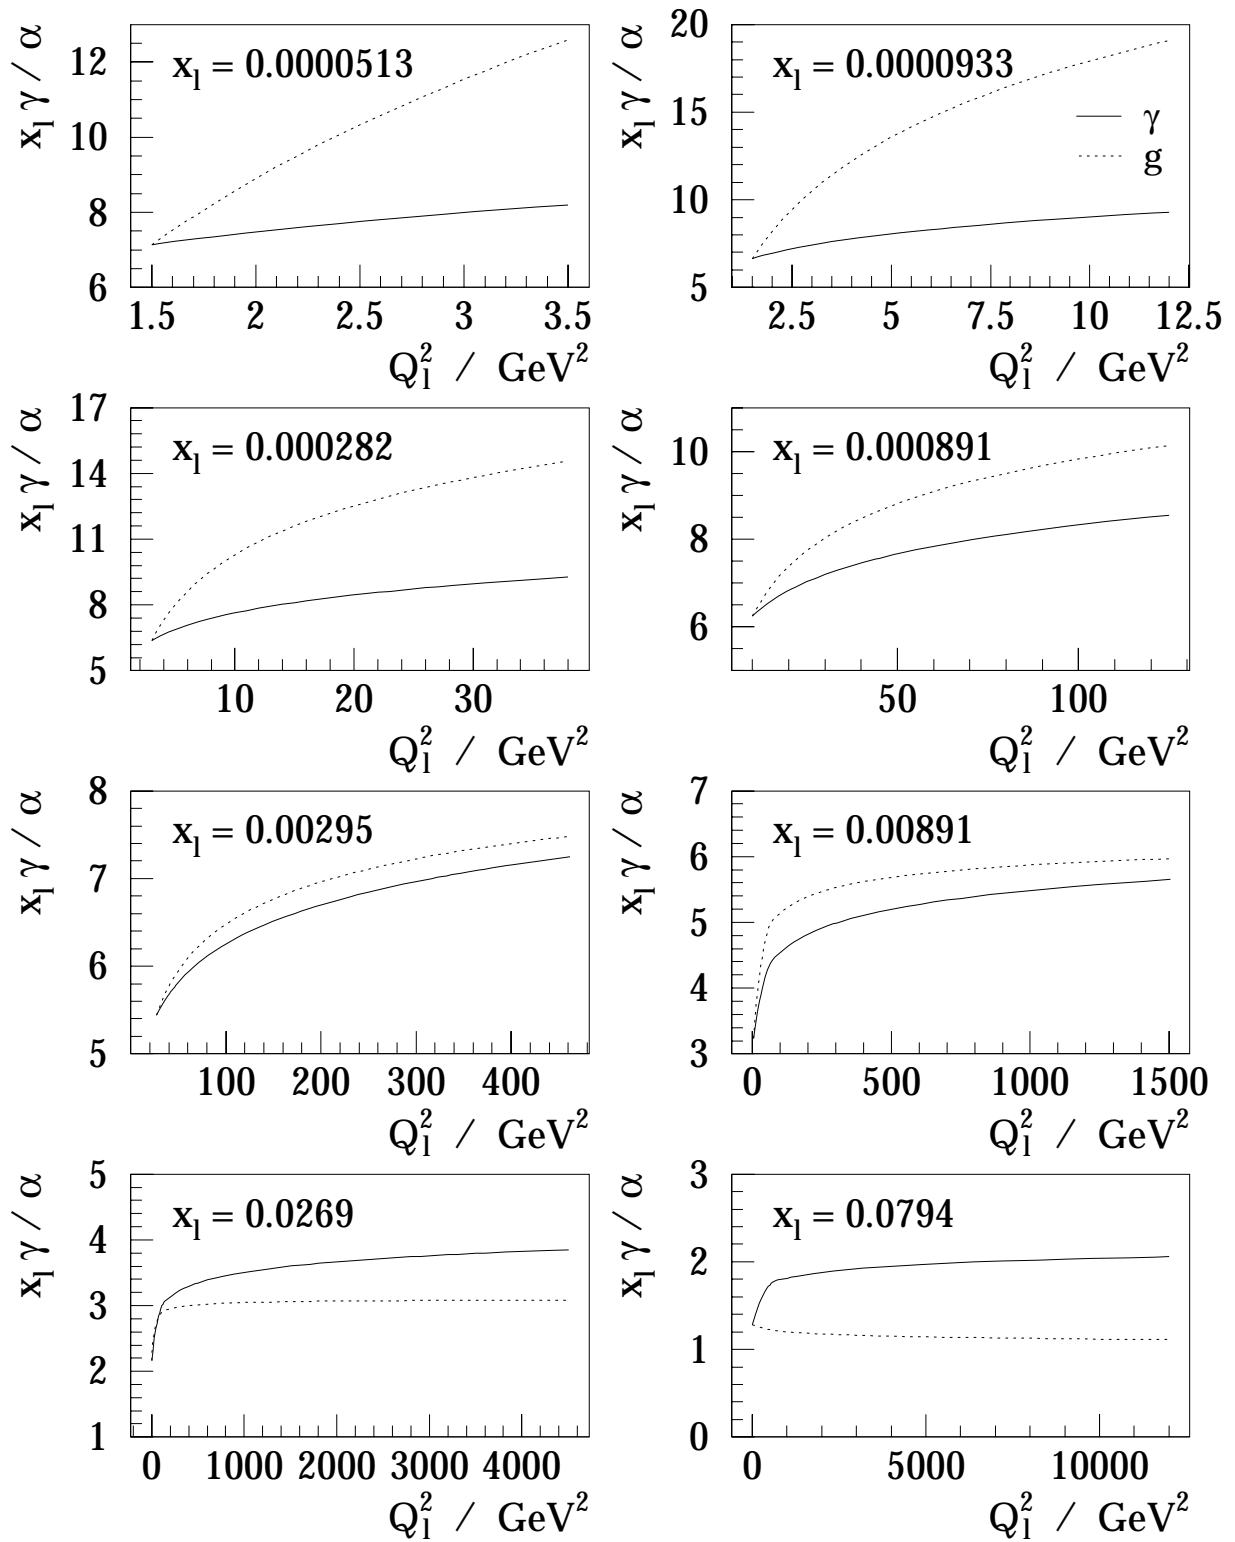 x_l γ / α
12
10
8
6
x_l = 0.0000513
1.5 2 2.5 3 3.5
Q_l^2 / GeV^2
x_l γ / α
20
15
10
5
x_l = 0.0000933
γ
g
2.5 5 7.5 10 12.5
Q_l^2 / GeV^2
x_l γ / α
17
14
11
8
5
x_l = 0.000282
10 20 30
Q_l^2 / GeV^2
x_l γ / α
10
8
6
x_l = 0.000891
50 100
Q_l^2 / GeV^2
x_l γ / α
8
7
6
5
x_l = 0.00295
100 200 300 400
Q_l^2 / GeV^2
x_l γ / α
7
6
5
4
3
x_l = 0.00891
0 500 1000 1500
Q_l^2 / GeV^2
x_l γ / α
5
4
3
2
1
x_l = 0.0269
0 1000 2000 3000 4000
Q_l^2 / GeV^2
x_l γ / α
3
2
1
0
x_l = 0.0794
0 5000 10000
Q_l^2 / GeV^2